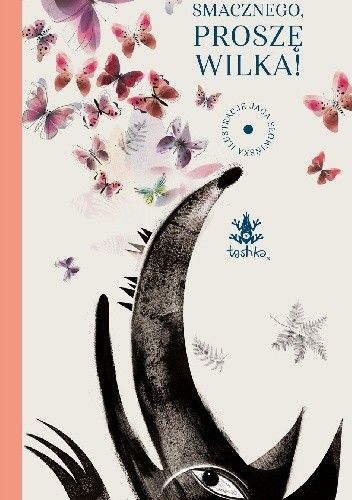 SMACZNEGO,
PROSZĘ
WILKA!
ILUSTRACJE JAGA SŁOWIŃSKA
tashka